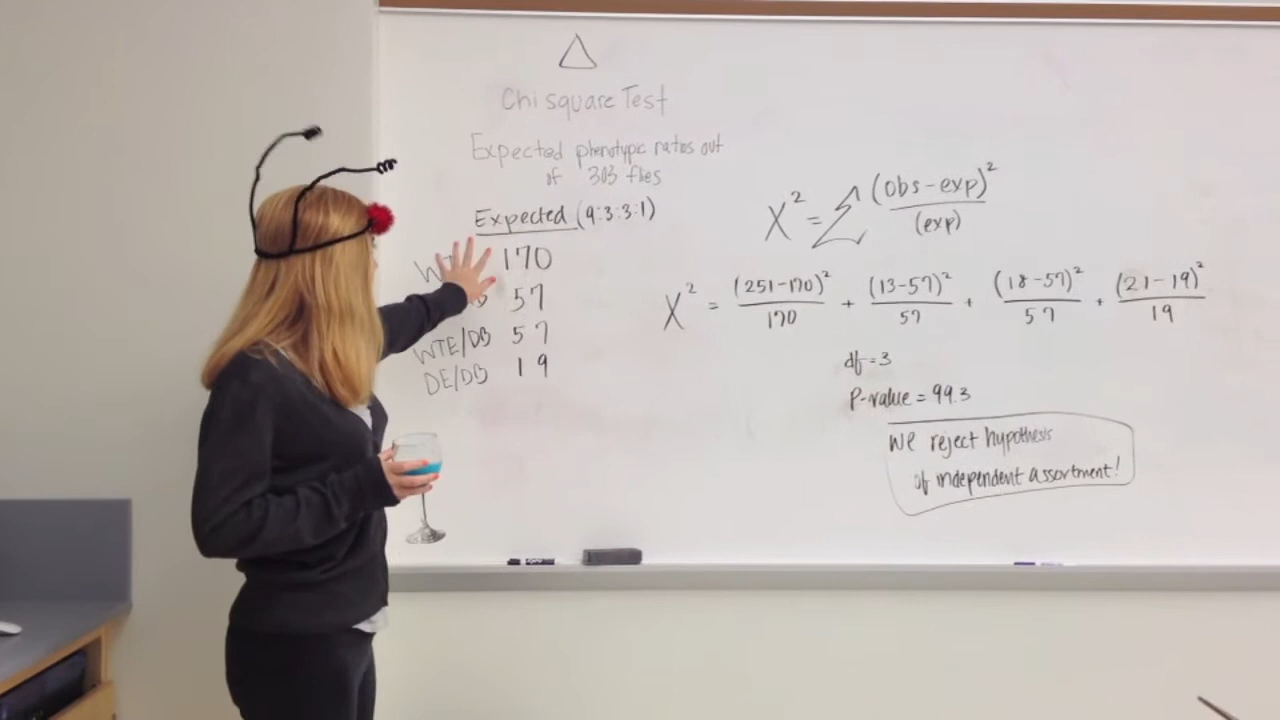 Chi square Test
Expected phenotypic ratios out
of 303 flies
Expected (9:3:3:1)
170
57
WTE/DB 57
DE/DB 19
X² = Σ (obs-exp)² / (exp)
X² = (251-170)² / 170 + (13-57)² / 57 + (18-57)² / 57 + (21-19)² / 19
df = 3
P-value = 99.3
We reject hypothesis
of independent assortment!